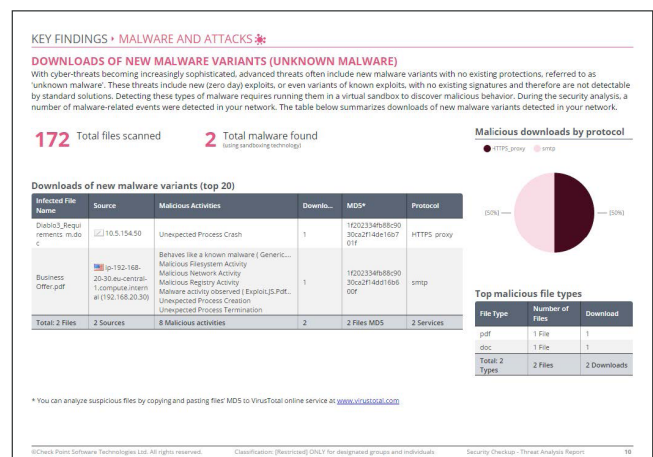 KEY FINDINGS ‣ MALWARE AND ATTACKS
DOWNLOADS OF NEW MALWARE VARIANTS (UNKNOWN MALWARE)
With cyber-threats becoming increasingly sophisticated, advanced threats often include new malware variants with no existing protections, referred to as
'unknown malware'. These threats include new (zero day) exploits, or even variants of known exploits, with no existing signatures and therefore are not detectable
by standard solutions. Detecting these types of malware requires running them in a virtual sandbox to discover malicious behavior. During the security analysis, a
number of malware-related events were detected in your network. The table below summarizes downloads of new malware variants detected in your network.
172 Total files scanned
2 Total malware found
(using sandboxing technology)
Malicious downloads by protocol
HTTPS_proxy smtp
[50%] [50%]
Downloads of new malware variants (top 20)
Infected File Name Source Malicious Activities Downlo... MD5* Protocol
Diablo3_Requi
rements_m.do
c
10.5.154.50
Unexpected Process Crash
1
1f202334fb88c90
30ca2f14de16b7
01f
HTTPS_proxy
Business
Offer.pdf
ip-192-168-
20-30.eu-central-
1.compute.intern
al (192.168.20.30)
Behaves like a known malware ( Generic....
Malicious Filesystem Activity
Malicious Network Activity
Malicious Registry Activity
Malware activity observed ( Exploit.JS.Pdf...
Unexpected Process Creation
Unexpected Process Termination
1
1f202334fb88c90
30ca2f14dd16b6
00f
smtp
Total: 2 Files 2 Sources 8 Malicious activities 2 2 Files MD5 2 Services
Top malicious file types
File Type Number of Files Download
pdf 1 File 1
doc 1 File 1
Total: 2 Types 2 Files 2 Downloads
* You can analyze suspicious files by copying and pasting files' MD5 to VirusTotal online service at www.virustotal.com
©Check Point Software Technologies Ltd. All rights reserved. Classification: [Restricted] ONLY for designated groups and individuals Security Checkup - Threat Analysis Report 10